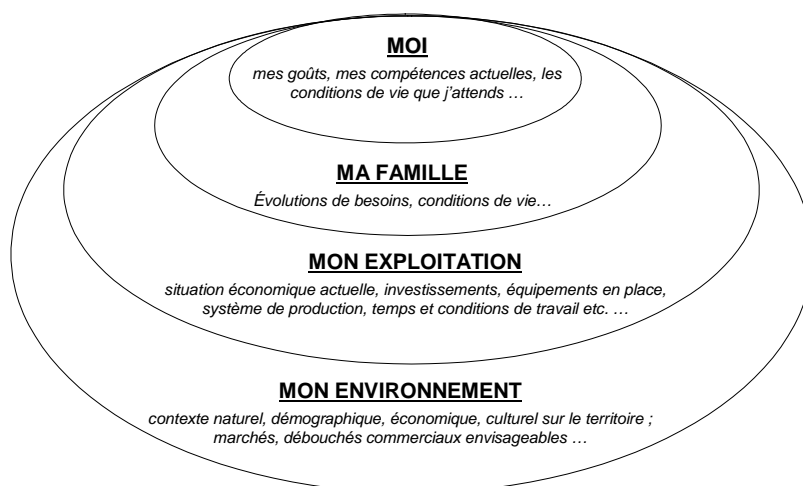 MOI
mes goûts, mes compétences actuelles, les
conditions de vie que j'attends …
MA FAMILLE
Évolutions de besoins, conditions de vie…
MON EXPLOITATION
situation économique actuelle, investissements, équipements en place,
système de production, temps et conditions de travail etc. …
MON ENVIRONNEMENT
contexte naturel, démographique, économique, culturel sur le territoire ;
marchés, débouchés commerciaux envisageables …